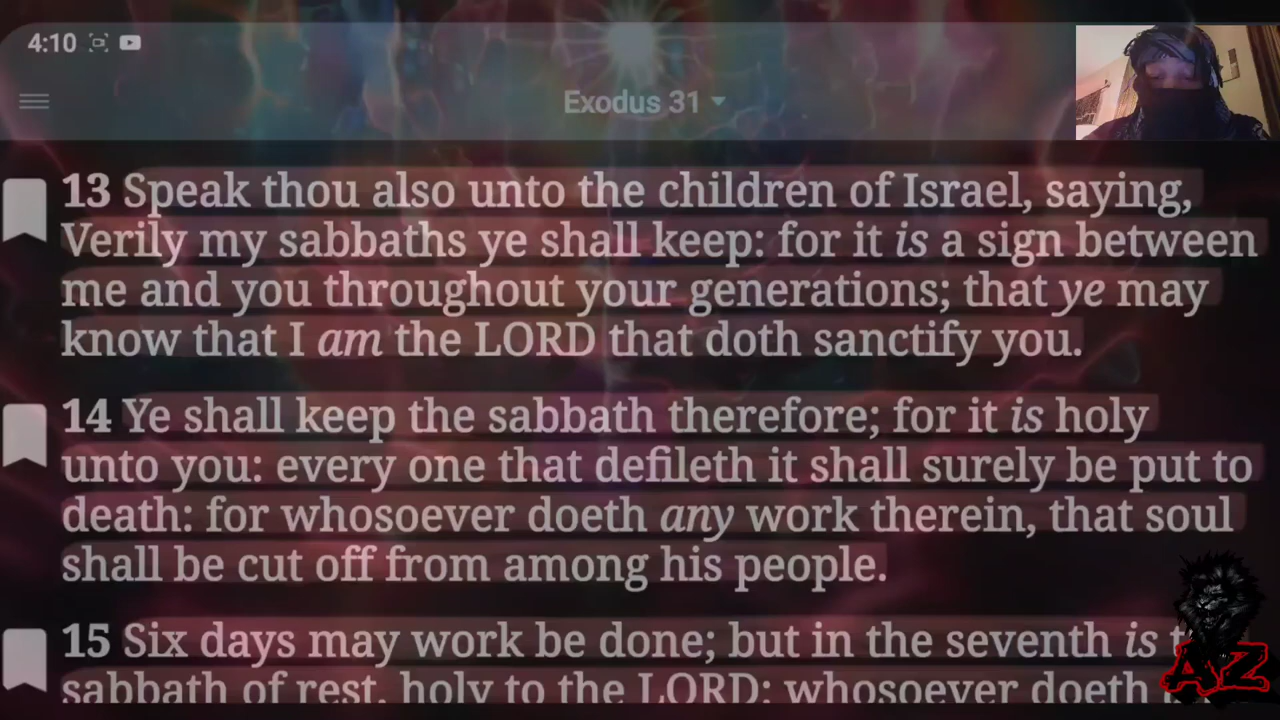 4:10
Exodus 31
13 Speak thou also unto the children of Israel, saying,
Verily my sabbaths ye shall keep: for it is a sign between
me and you throughout your generations; that ye may
know that I am the LORD that doth sanctify you.
14 Ye shall keep the sabbath therefore; for it is holy
unto you: every one that defileth it shall surely be put to
death: for whosoever doeth any work therein, that soul
shall be cut off from among his people.
15 Six days may work be done; but in the seventh is
sabbath of rest, holy to the LORD: whosoever doeth
AZ